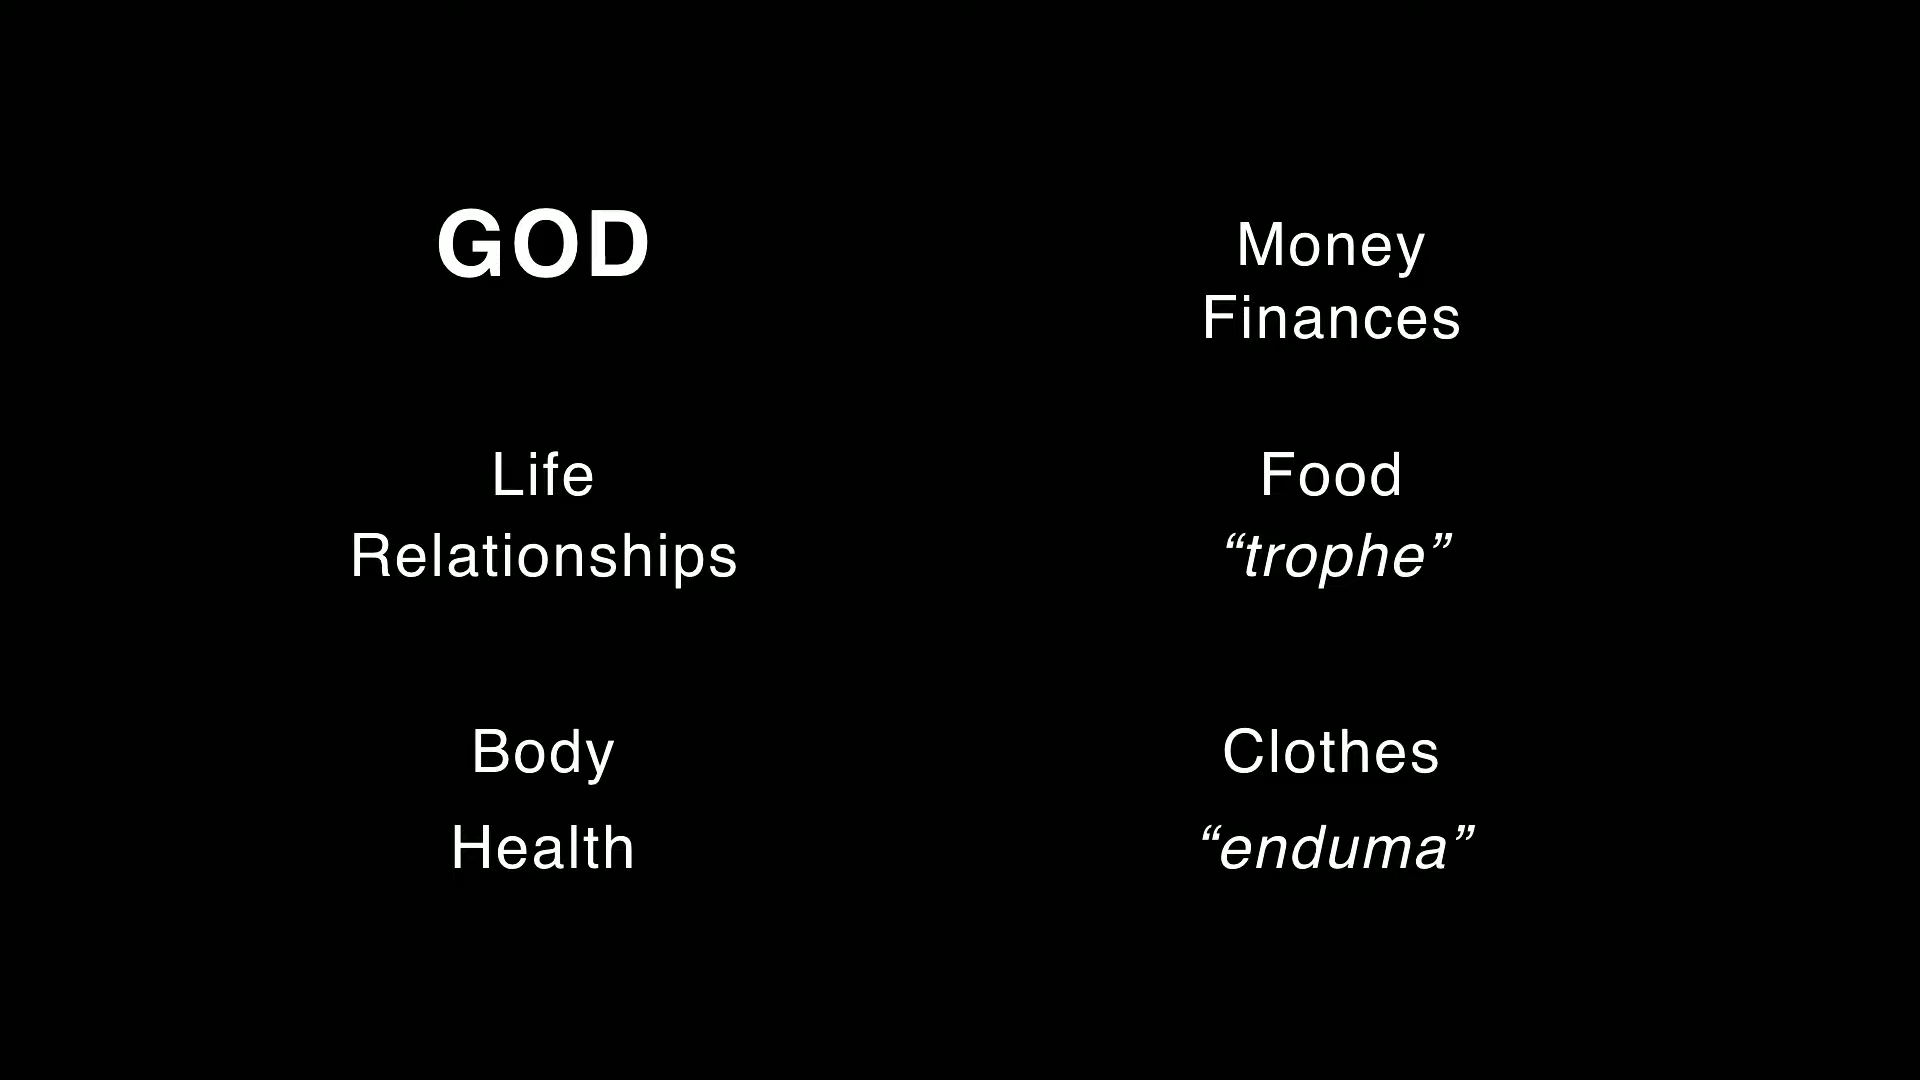 GOD
Money
Finances
Life
Relationships
Food
“trophe”
Body
Health
Clothes
“enduma”